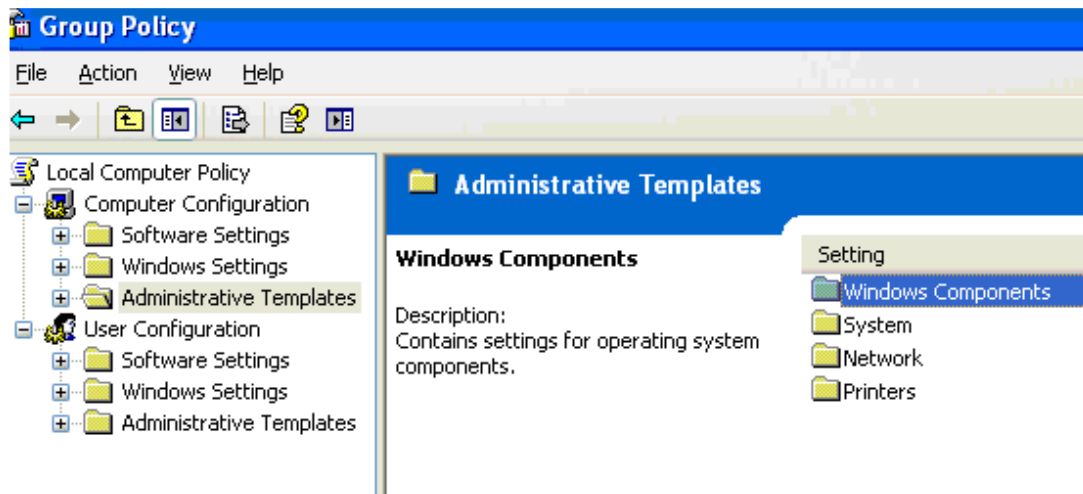 Group Policy
File Action View Help
Local Computer Policy
Computer Configuration
Software Settings
Windows Settings
Administrative Templates
User Configuration
Software Settings
Windows Settings
Administrative Templates
Administrative Templates
Windows Components
Description:
Contains settings for operating system
components.
Setting
Windows Components
System
Network
Printers